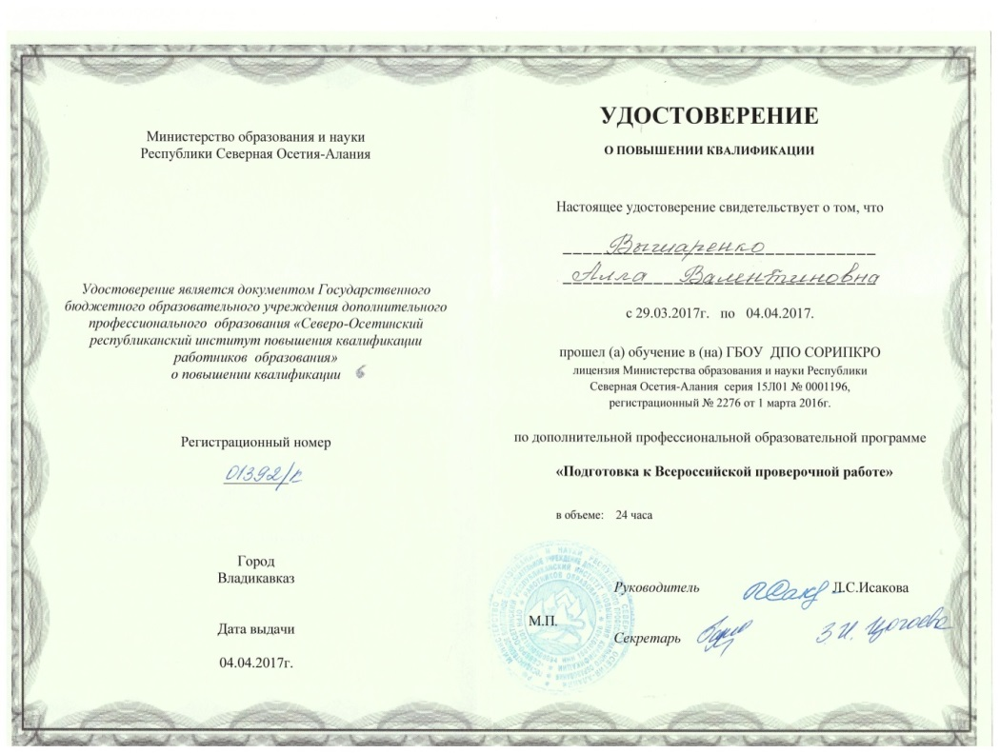 Министерство образования и науки
Республики Северная Осетия-Алания
Удостоверение является документом Государственного
бюджетного образовательного учреждения дополнительного
профессионального образования «Северо-Осетинский
республиканский институт повышения квалификации
работников образования»
о повышении квалификации 6
Регистрационный номер
01392/к
Город
Владикавказ
Дата выдачи
04.04.2017г.
УДОСТОВЕРЕНИЕ
О ПОВЫШЕНИИ КВАЛИФИКАЦИИ
Настоящее удостоверение свидетельствует о том, что
Вышаренко
Алла Валентиновна
с 29.03.2017г. по 04.04.2017.
прошел (а) обучение в (на) ГБОУ ДПО СОРИПКРО
лицензия Министерства образования и науки Республики
Северная Осетия-Алания серия 15Л01 № 0001196,
регистрационный № 2276 от 1 марта 2016г.
по дополнительной профессиональной образовательной программе
«Подготовка к Всероссийской проверочной работе»
в объеме: 24 часа
Руководитель Л.С.Исакова
М.П.
Секретарь З.И. Цогоева